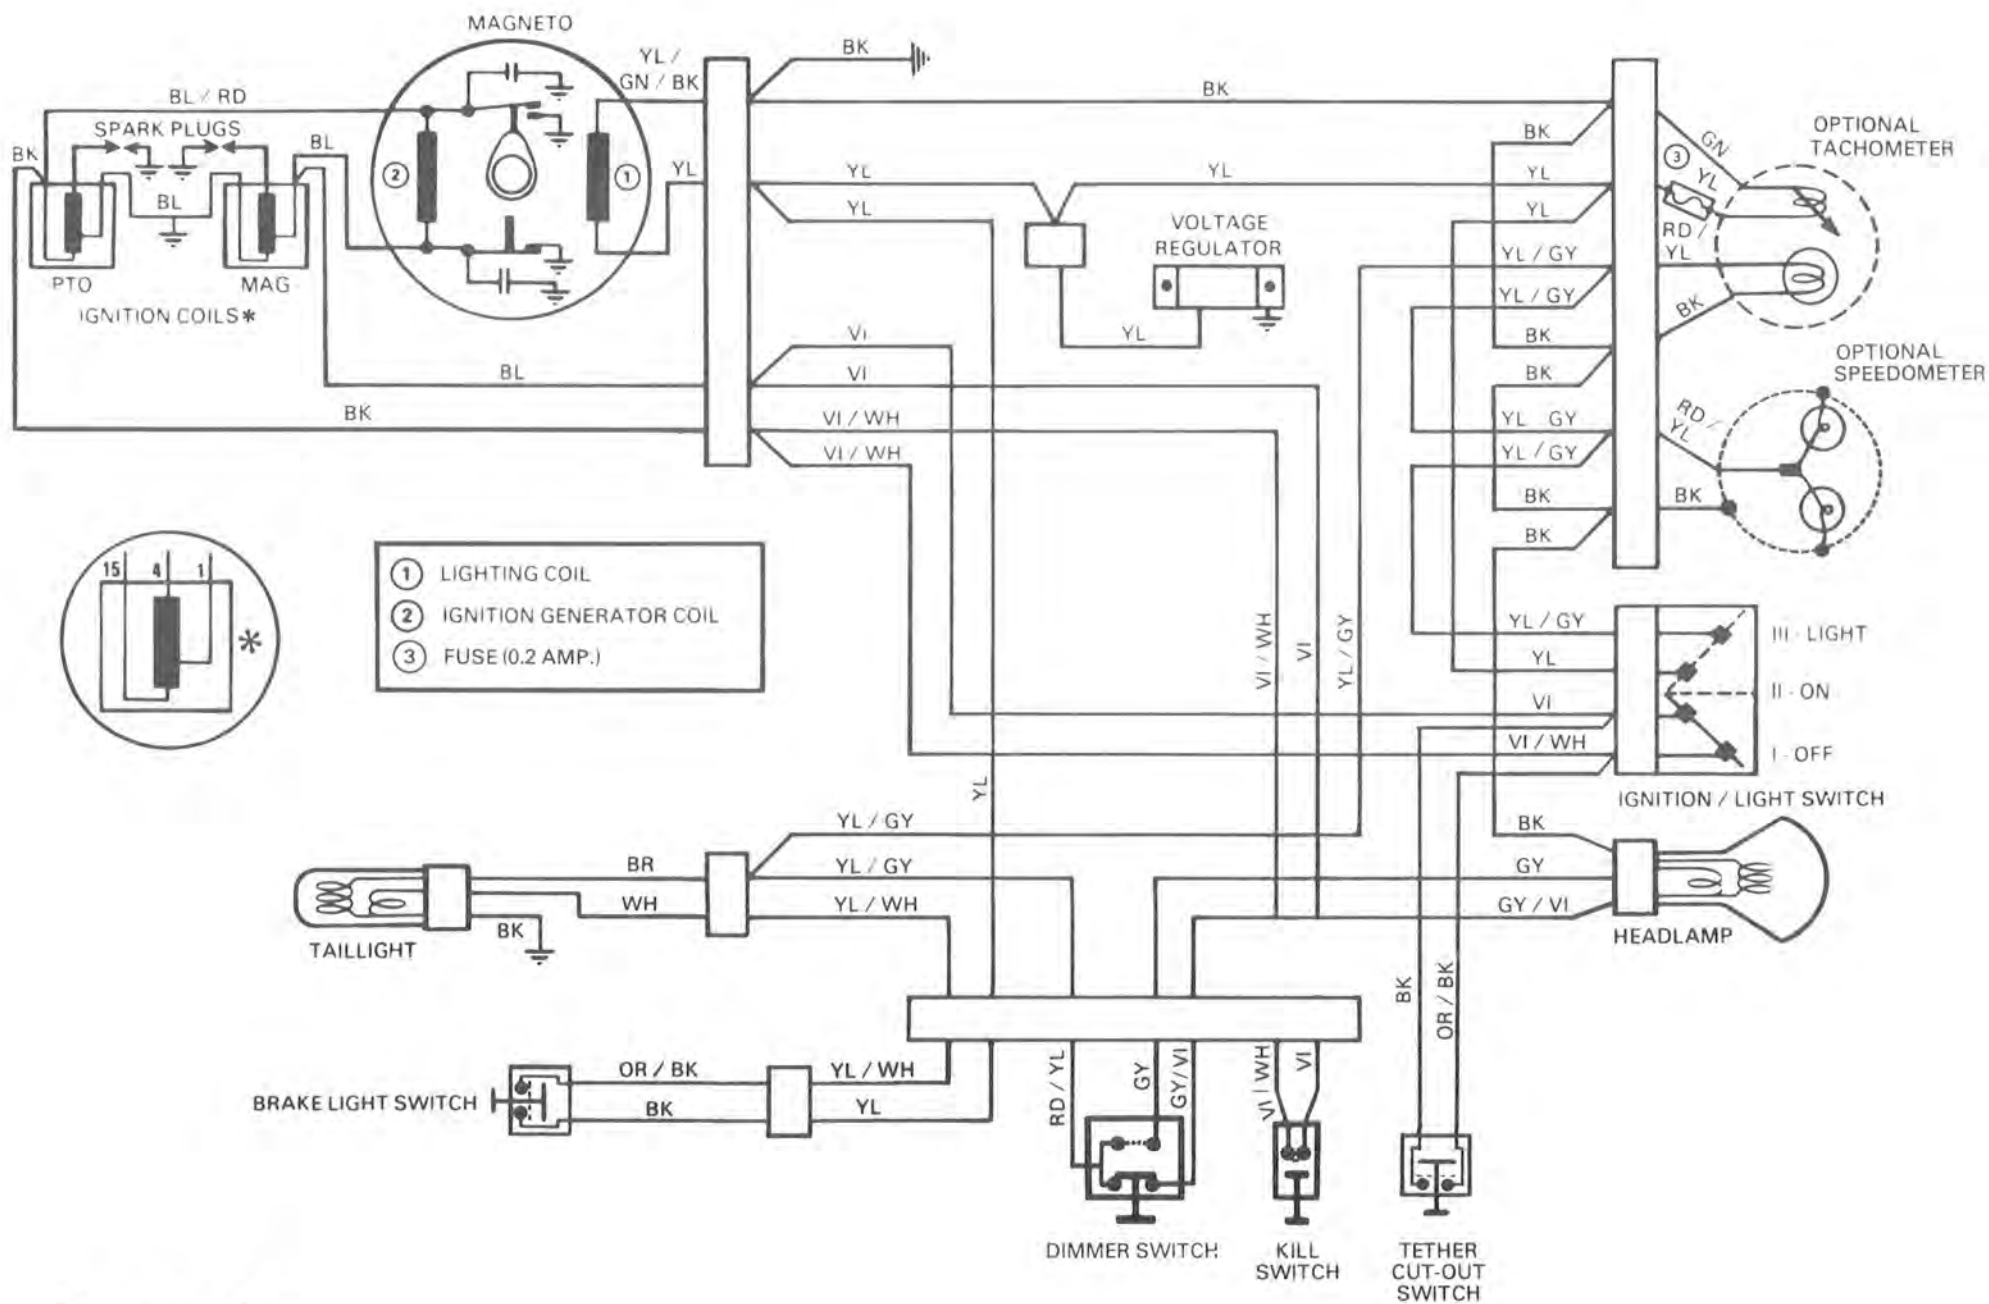 MAGNETO
YL /
GN / BK
BK
BL / RD
SPARK PLUGS
BK
BL
BL
2
1
YL
PTO
MAG
IGNITION COILS*
BL
BK
BK
YL
YL
YL
VOLTAGE
REGULATOR
YL
VI
VI
VI / WH
VI / WH
BK
YL
YL
YL / GY
YL / GY
BK
BK
YL GY
YL / GY
BK
BK
GN
3
YL
RD /
YL
BK
OPTIONAL
TACHOMETER
OPTIONAL
SPEEDOMETER
RD /
YL
BK
15 4 1
*
1 LIGHTING COIL
2 IGNITION GENERATOR COIL
3 FUSE (0.2 AMP.)
VI / WH
VI
YL / GY
YL / GY
YL
VI
VI / WH
III - LIGHT
II - ON
I - OFF
IGNITION / LIGHT SWITCH
YL
YL / GY
YL / GY
YL / WH
BR
WH
BK
TAILLIGHT
BK
GY
GY / VI
HEADLAMP
BK
OR / BK
OR / BK
BK
YL / WH
YL
BRAKE LIGHT SWITCH
RD / YL
GY
GY/VI
VI / WH
VI
DIMMER SWITCH
KILL
SWITCH
TETHER
CUT-OUT
SWITCH